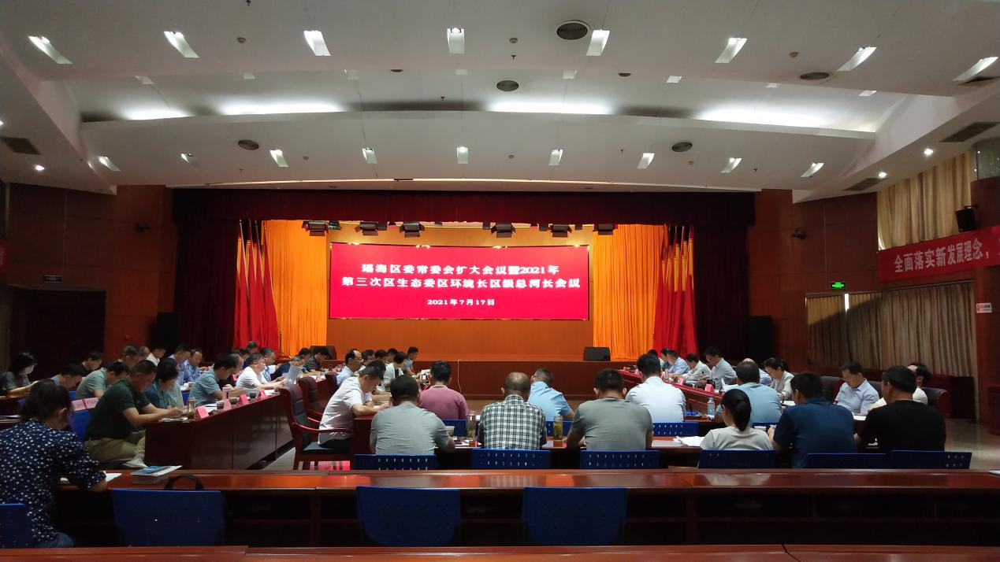 瑶海区委常委会扩大会议暨2021年
第三次区生态委区环境长区级总河长会议
2021年7月17日
全面落实新发展理念，